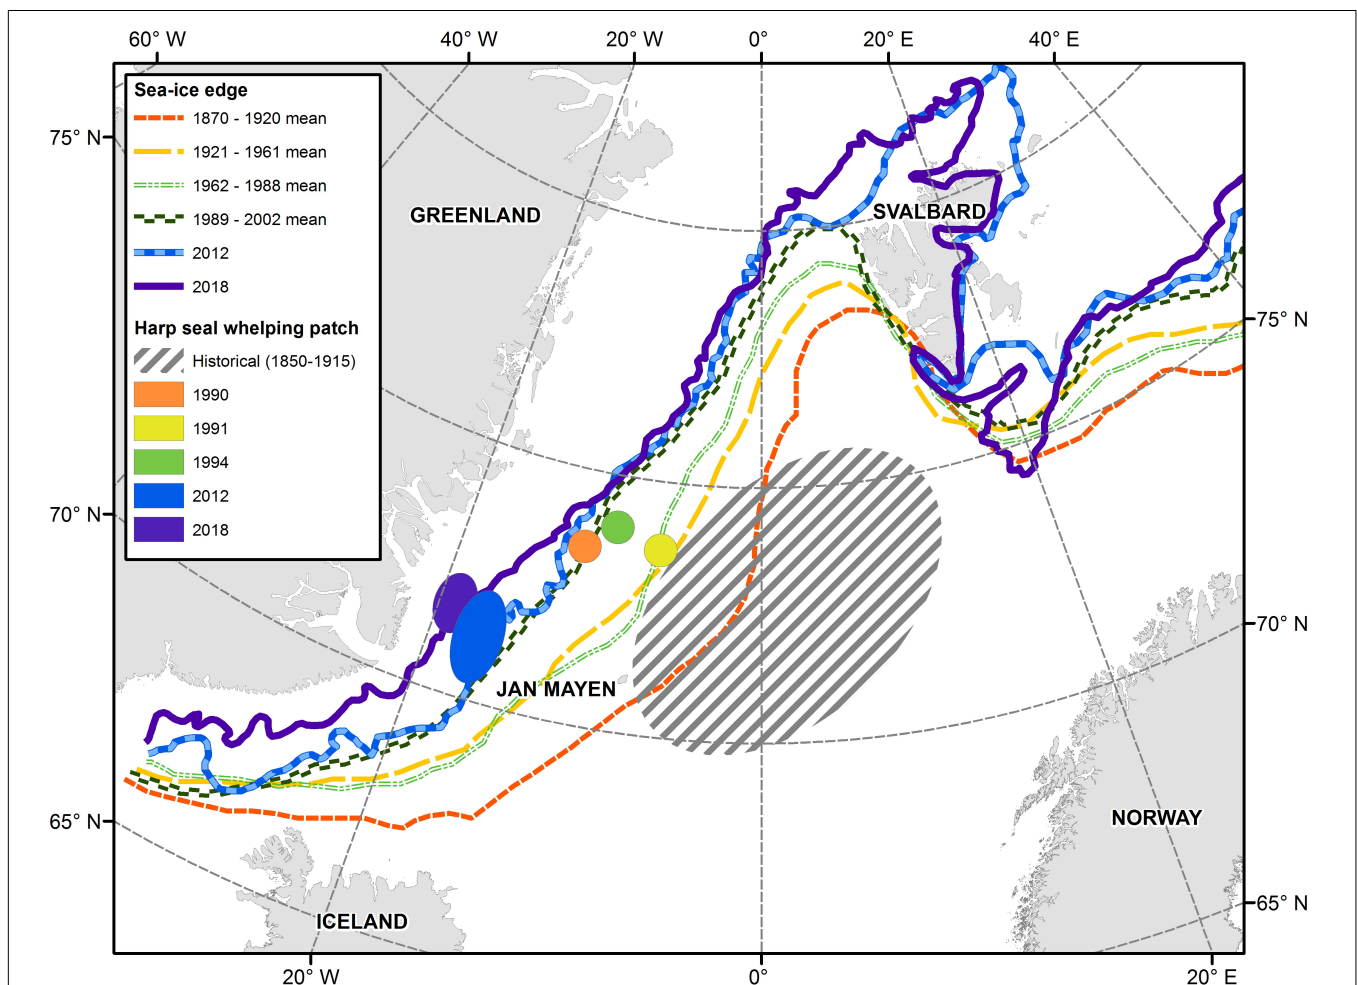 60° W 40° W 20° W 0° 20° E 40° E
Sea-ice edge
1870 - 1920 mean
1921 - 1961 mean
1962 - 1988 mean
1989 - 2002 mean
2012
2018
Harp seal whelping patch
Historical (1850-1915)
1990
1991
1994
2012
2018
75° N
70° N
65° N
GREENLAND
SVALBARD
JAN MAYEN
ICELAND
NORWAY
75° N
70° N
65° N
20° W 0° 20° E